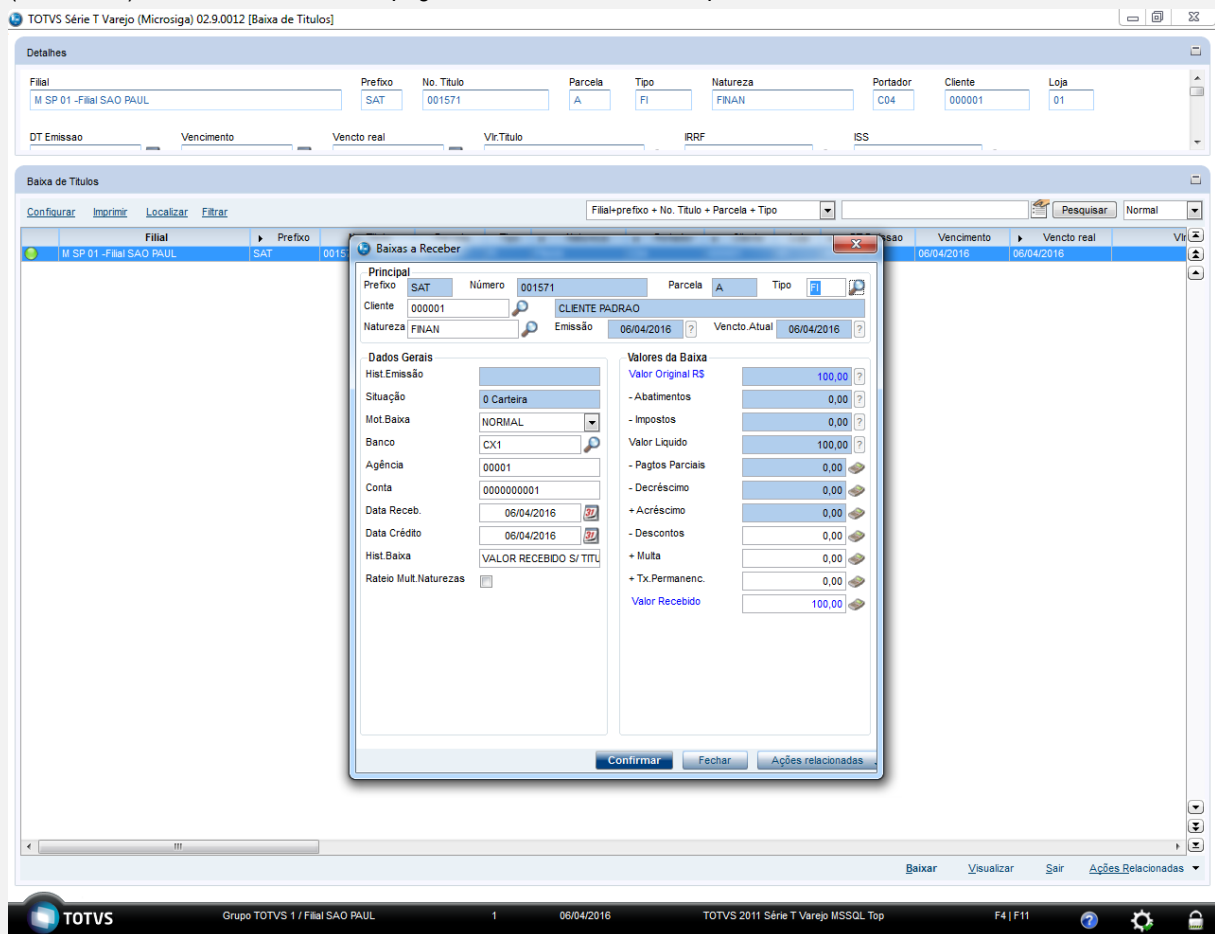 TOTVS Série T Varejo (Microsiga) 02.9.0012 [Baixa de Titulos]
Detalhes
Filial Prefixo No. Titulo Parcela Tipo Natureza Portador Cliente Loja
M SP 01 -Filial SAO PAUL SAT 001571 A FI FINAN C04 000001 01
DT Emissao Vencimento Vencto real Vlr.Titulo IRRF ISS
Baixa de Titulos
Configurar Imprimir Localizar Filtrar Filial+prefixo + No. Titulo + Parcela + Tipo Pesquisar Normal
Filial Prefixo Vencimento Vencto real Vlr
M SP 01 -Filial SAO PAUL SAT 0015 06/04/2016 06/04/2016
Baixas a Receber
Principal
Prefixo SAT Número 001571 Parcela A Tipo FI
Cliente 000001 CLIENTE PADRAO
Natureza FINAN Emissão 06/04/2016 ? Vencto.Atual 06/04/2016 ?
Dados Gerais Valores da Baixa
Hist.Emissão Valor Original R$ 100,00 ?
Situação 0 Carteira - Abatimentos 0,00 ?
Mot.Baixa NORMAL - Impostos 0,00 ?
Banco CX1 Valor Liquido 100,00 ?
Agência 00001 - Pagtos Parciais 0,00
Conta 0000000001 - Decréscimo 0,00
Data Receb. 06/04/2016 31 + Acréscimo 0,00
Data Crédito 06/04/2016 31 - Descontos 0,00
Hist.Baixa VALOR RECEBIDO S/ TITU + Multa 0,00
Rateio Mult.Naturezas + Tx.Permanenc. 0,00
Valor Recebido 100,00
Confirmar Fechar Ações relacionadas
Baixar Visualizar Sair Ações Relacionadas
TOTVS Grupo TOTVS 1 / Filial SAO PAUL 1 06/04/2016 TOTVS 2011 Série T Varejo MSSQL Top F4 | F11 ?